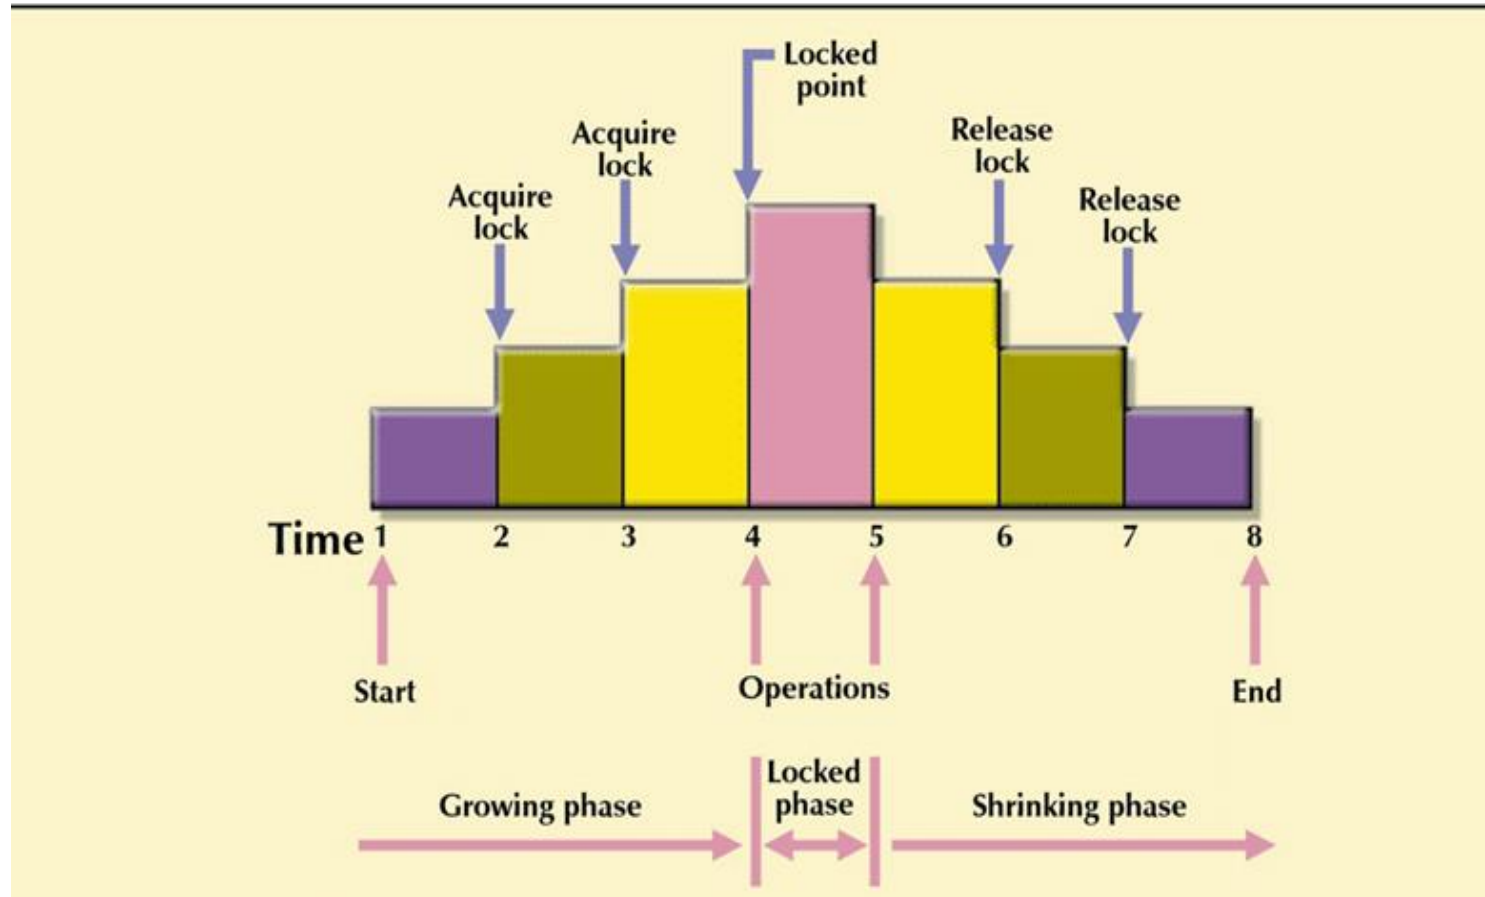 Locked
point
Acquire
lock
Release
lock
Acquire
lock
Release
lock
Time 1 2 3 4 5 6 7 8
Start
Operations
End
Growing phase
Locked
phase
Shrinking phase